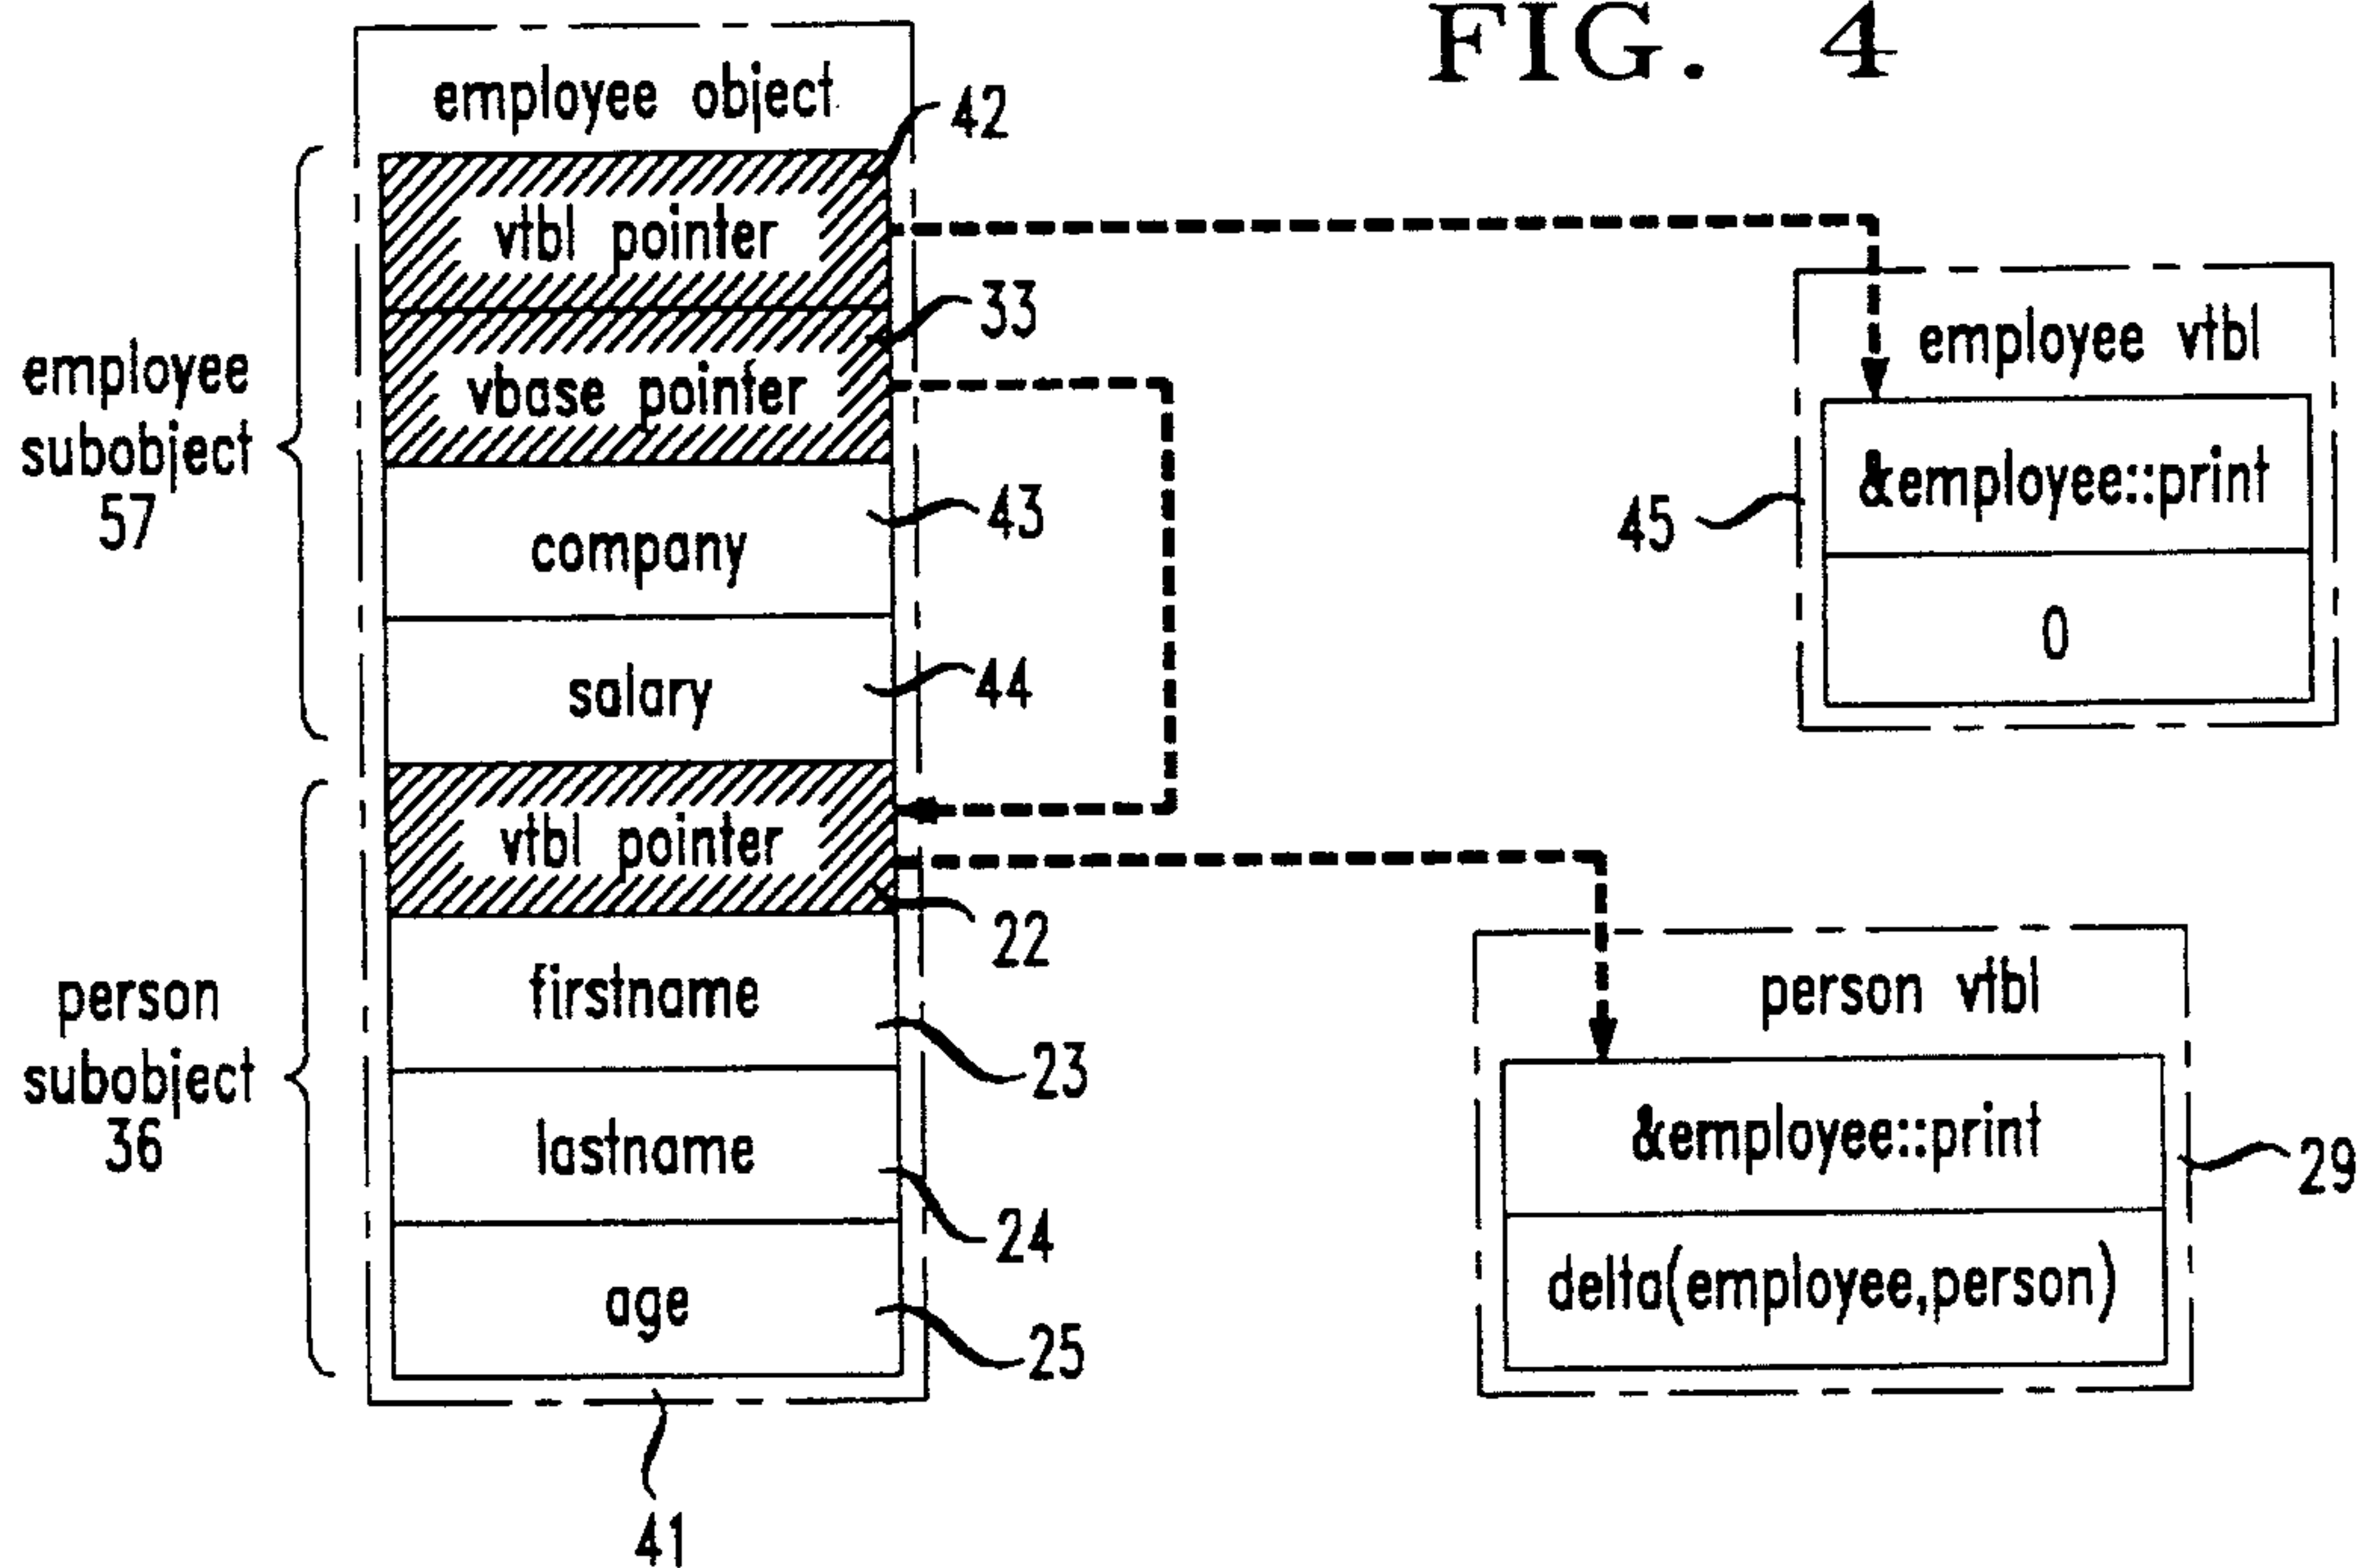 FIG. 4
employee object
42
vtbl pointer
33
vbase pointer
employee
subobject
57
company
43
salary
44
employee vtbl
&employee::print
45
0
vtbl pointer
22
person
subobject
36
firstname
23
lastname
24
age
25
41
person vtbl
&employee::print
29
delta(employee,person)